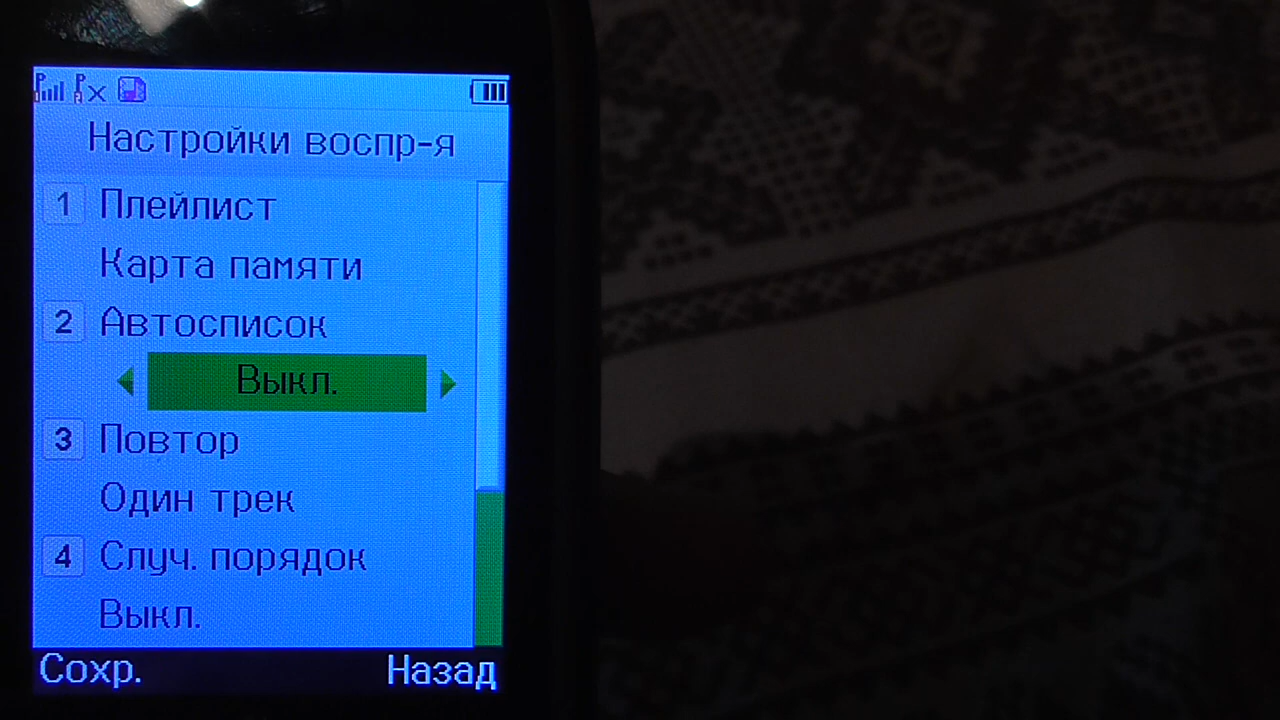 Настройки воспр-я
1 Плейлист
Карта памяти
2 Автосписок
Выкл.
3 Повтор
Один трек
4 Случ. порядок
Выкл.
Сохр. Назад